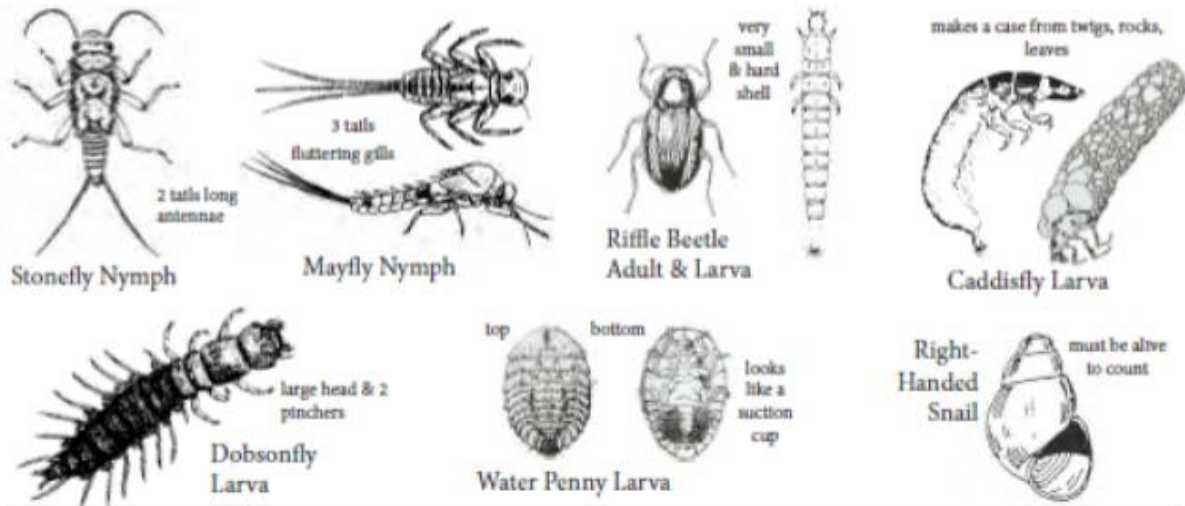 2 tails long
antennae
Stonefly Nymph
3 tails
fluttering gills
Mayfly Nymph
very
small
& hard
shell
Riffle Beetle
Adult & Larva
makes a case from twigs, rocks,
leaves
Caddisfly Larva
large head & 2
pinchers
Dobsonfly
Larva
top
bottom
looks
like a
suction
cup
Water Penny Larva
Right-
Handed
Snail
must be alive
to count